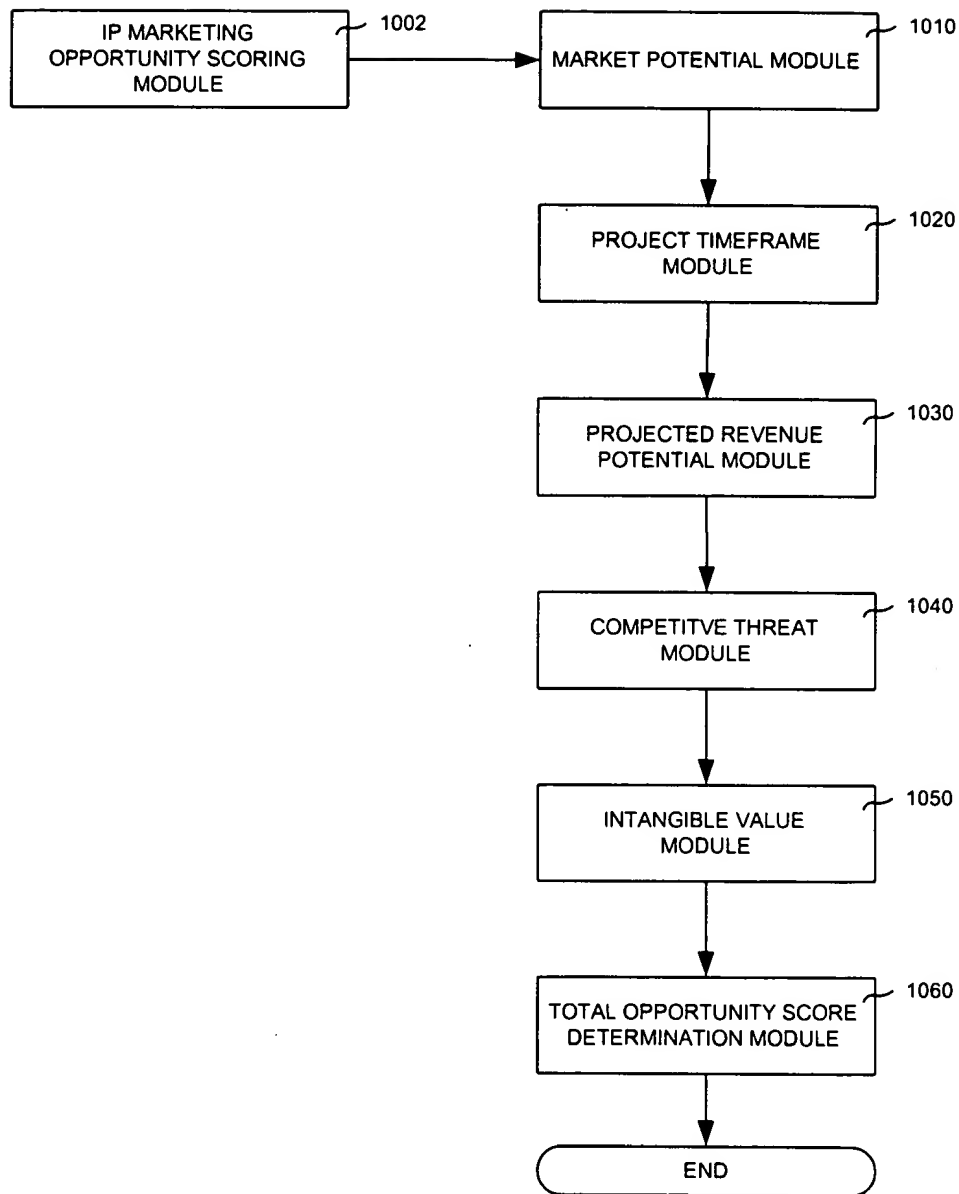 IP MARKETING
OPPORTUNITY SCORING
MODULE
1002
MARKET POTENTIAL MODULE
1010
PROJECT TIMEFRAME
MODULE
1020
PROJECTED REVENUE
POTENTIAL MODULE
1030
COMPETITVE THREAT
MODULE
1040
INTANGIBLE VALUE
MODULE
1050
TOTAL OPPORTUNITY SCORE
DETERMINATION MODULE
1060
END